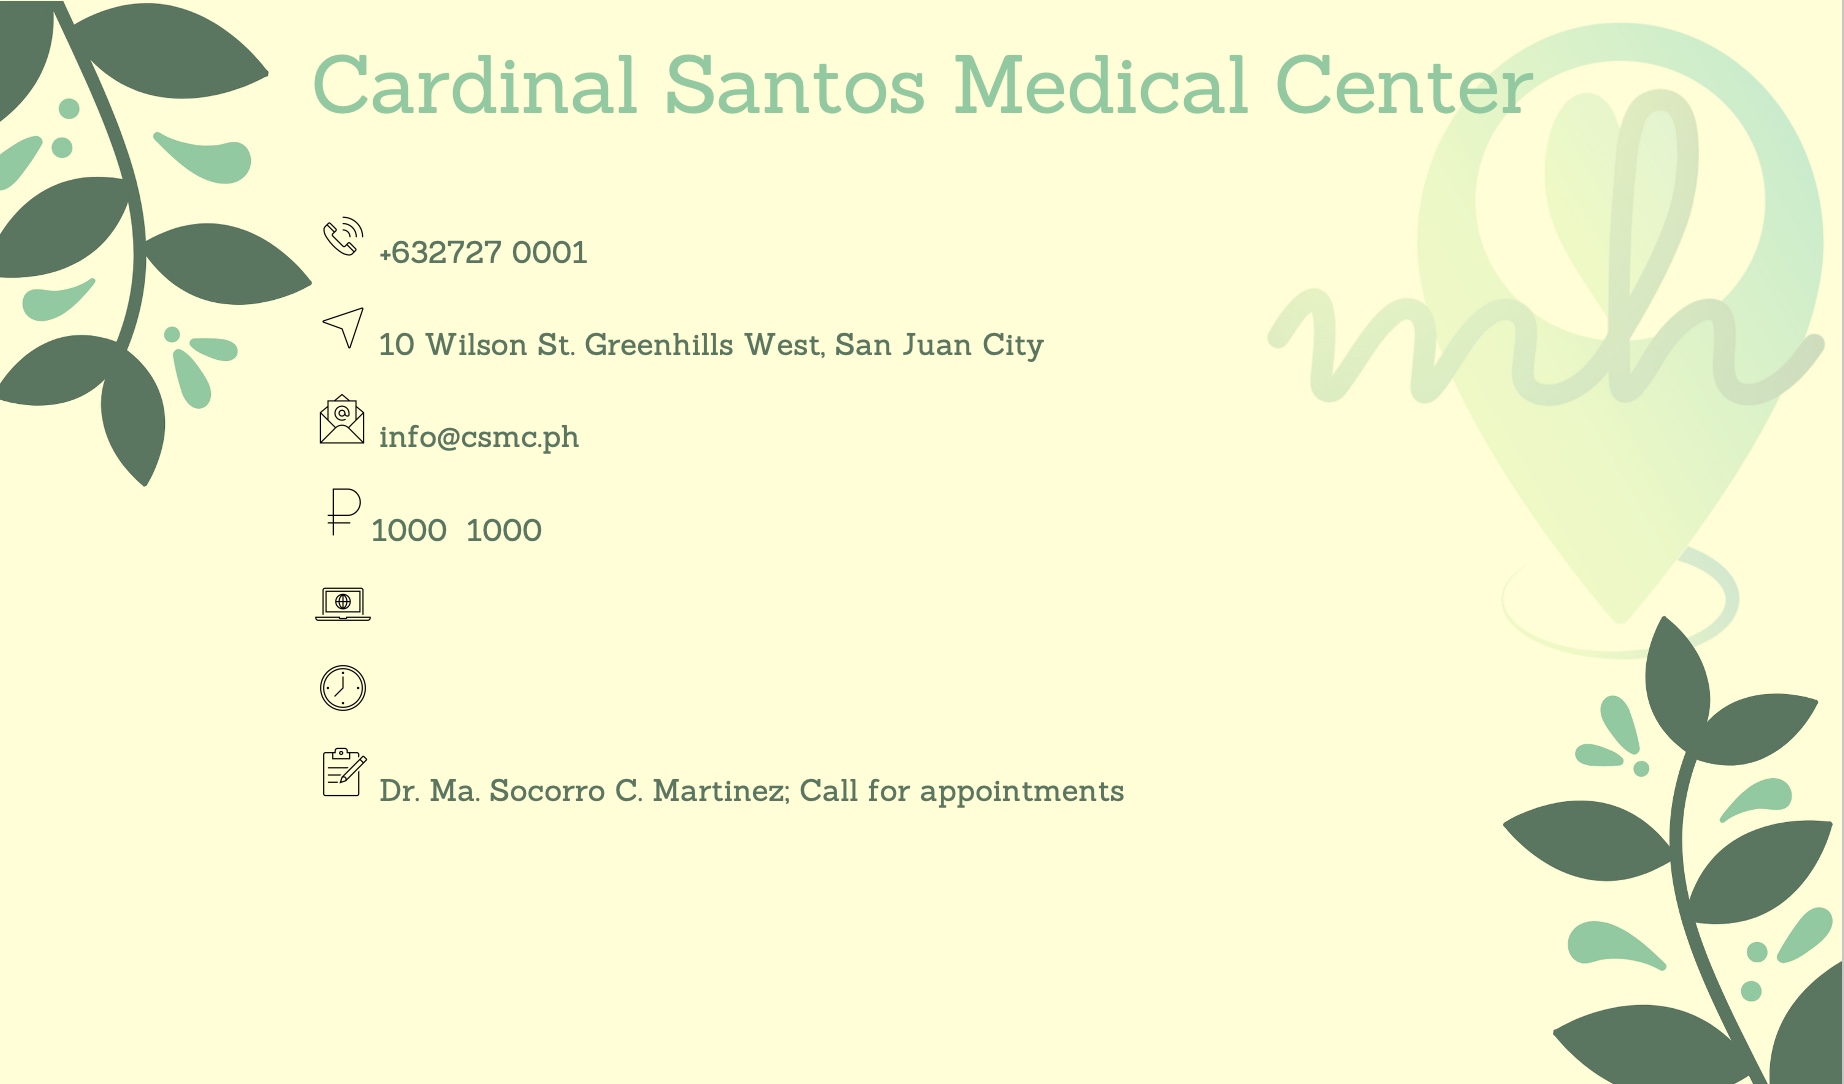 Cardinal Santos Medical Center
+632727 0001
10 Wilson St. Greenhills West, San Juan City
info@csmc.ph
1000  1000
Dr. Ma. Socorro C. Martinez; Call for appointments
mh